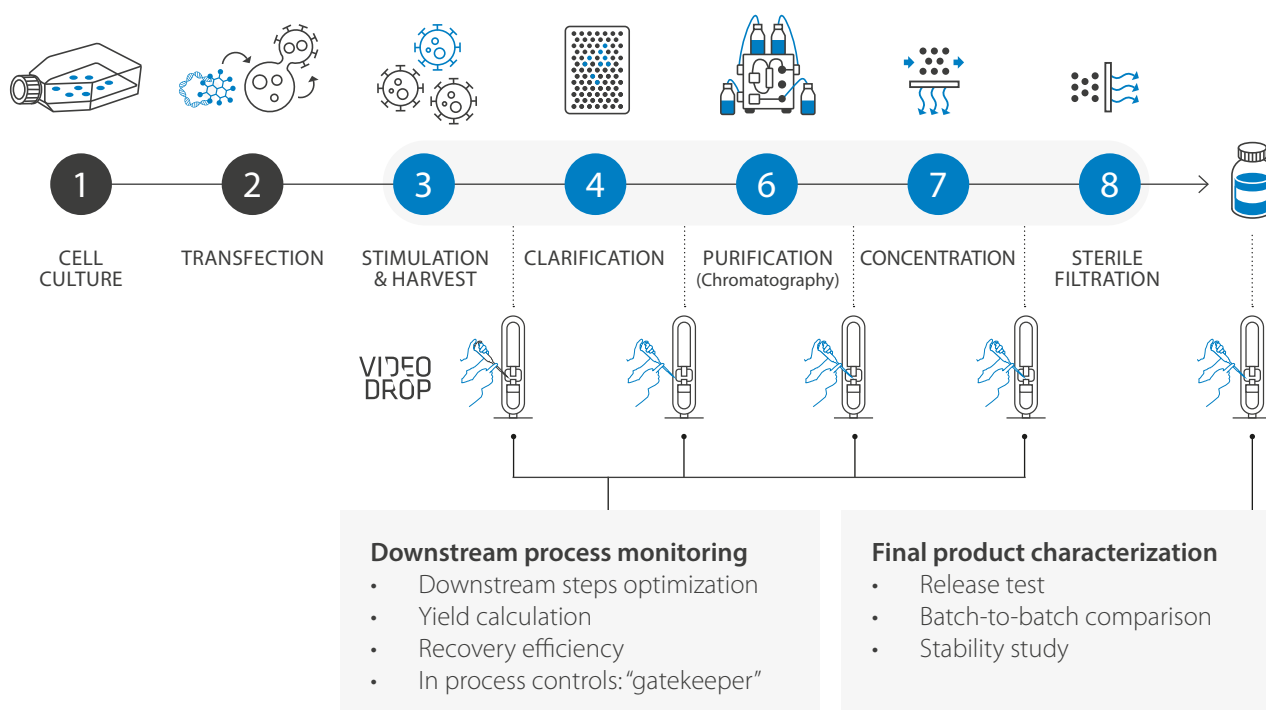 1
2
3
4
6
7
8
CELL
CULTURE
TRANSFECTION
STIMULATION
& HARVEST
CLARIFICATION
PURIFICATION
(Chromatography)
CONCENTRATION
STERILE
FILTRATION
VIDEO
DROP
Downstream process monitoring
• Downstream steps optimization
• Yield calculation
• Recovery efficiency
• In process controls: “gatekeeper”
Final product characterization
• Release test
• Batch-to-batch comparison
• Stability study